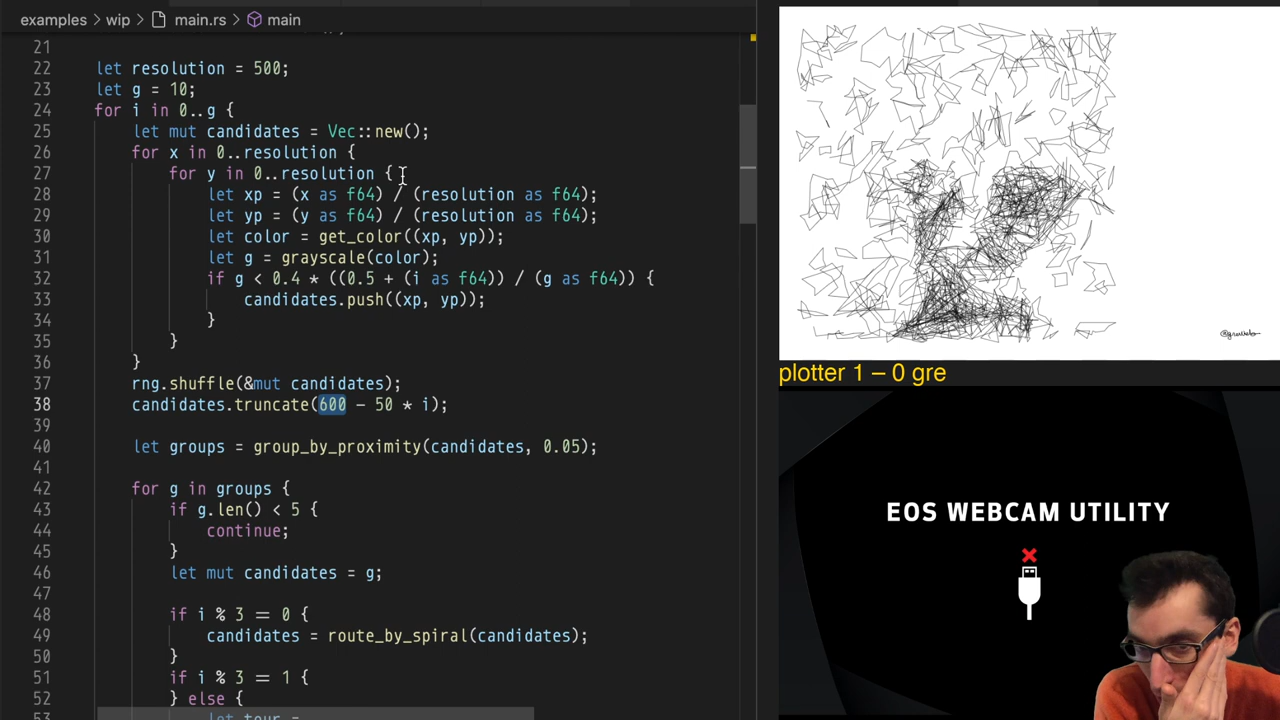 examples › wip › main.rs › main
21
22 let resolution = 500;
23 let g = 10;
24 for i in 0..g {
25 let mut candidates = Vec::new();
26 for x in 0..resolution {
27 for y in 0..resolution {
28 let xp = (x as f64) / (resolution as f64);
29 let yp = (y as f64) / (resolution as f64);
30 let color = get_color((xp, yp));
31 let g = grayscale(color);
32 if g < 0.4 * ((0.5 + (i as f64)) / (g as f64)) {
33 candidates.push((xp, yp));
34 }
35 }
36 }
37 rng.shuffle(&mut candidates);
38 candidates.truncate(600 - 50 * i);
39
40 let groups = group_by_proximity(candidates, 0.05);
41
42 for g in groups {
43 if g.len() < 5 {
44 continue;
45 }
46 let mut candidates = g;
47
48 if i % 3 == 0 {
49 candidates = route_by_spiral(candidates);
50 }
51 if i % 3 == 1 {
52 } else {
53 let tour =
plotter 1 – 0 gre
EOS WEBCAM UTILITY